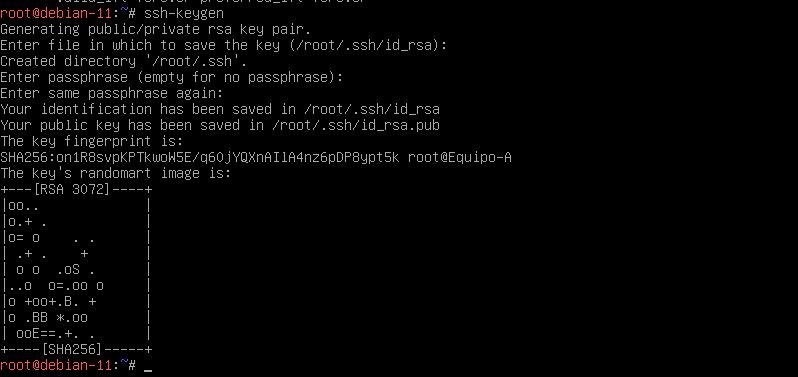 root@debian-11:~# ssh-keygen
Generating public/private rsa key pair.
Enter file in which to save the key (/root/.ssh/id_rsa):
Created directory '/root/.ssh'.
Enter passphrase (empty for no passphrase):
Enter same passphrase again:
Your identification has been saved in /root/.ssh/id_rsa
Your public key has been saved in /root/.ssh/id_rsa.pub
The key fingerprint is:
SHA256:on1R8svpKPTkwoW5E/q60jYQXnAIlA4nz6pDP8ypt5k root@Equipo-A
The key's randomart image is:
+---[RSA 3072]----+
|oo..             |
|o.+ .            |
|o= o    . .      |
| .+ .    +       |
| o o  .oS .      |
|..o  o=.oo o     |
|o +oo+.B. +      |
|o .BB *.oo       |
| ooE==.+. .      |
+----[SHA256]-----+
root@debian-11:~# _